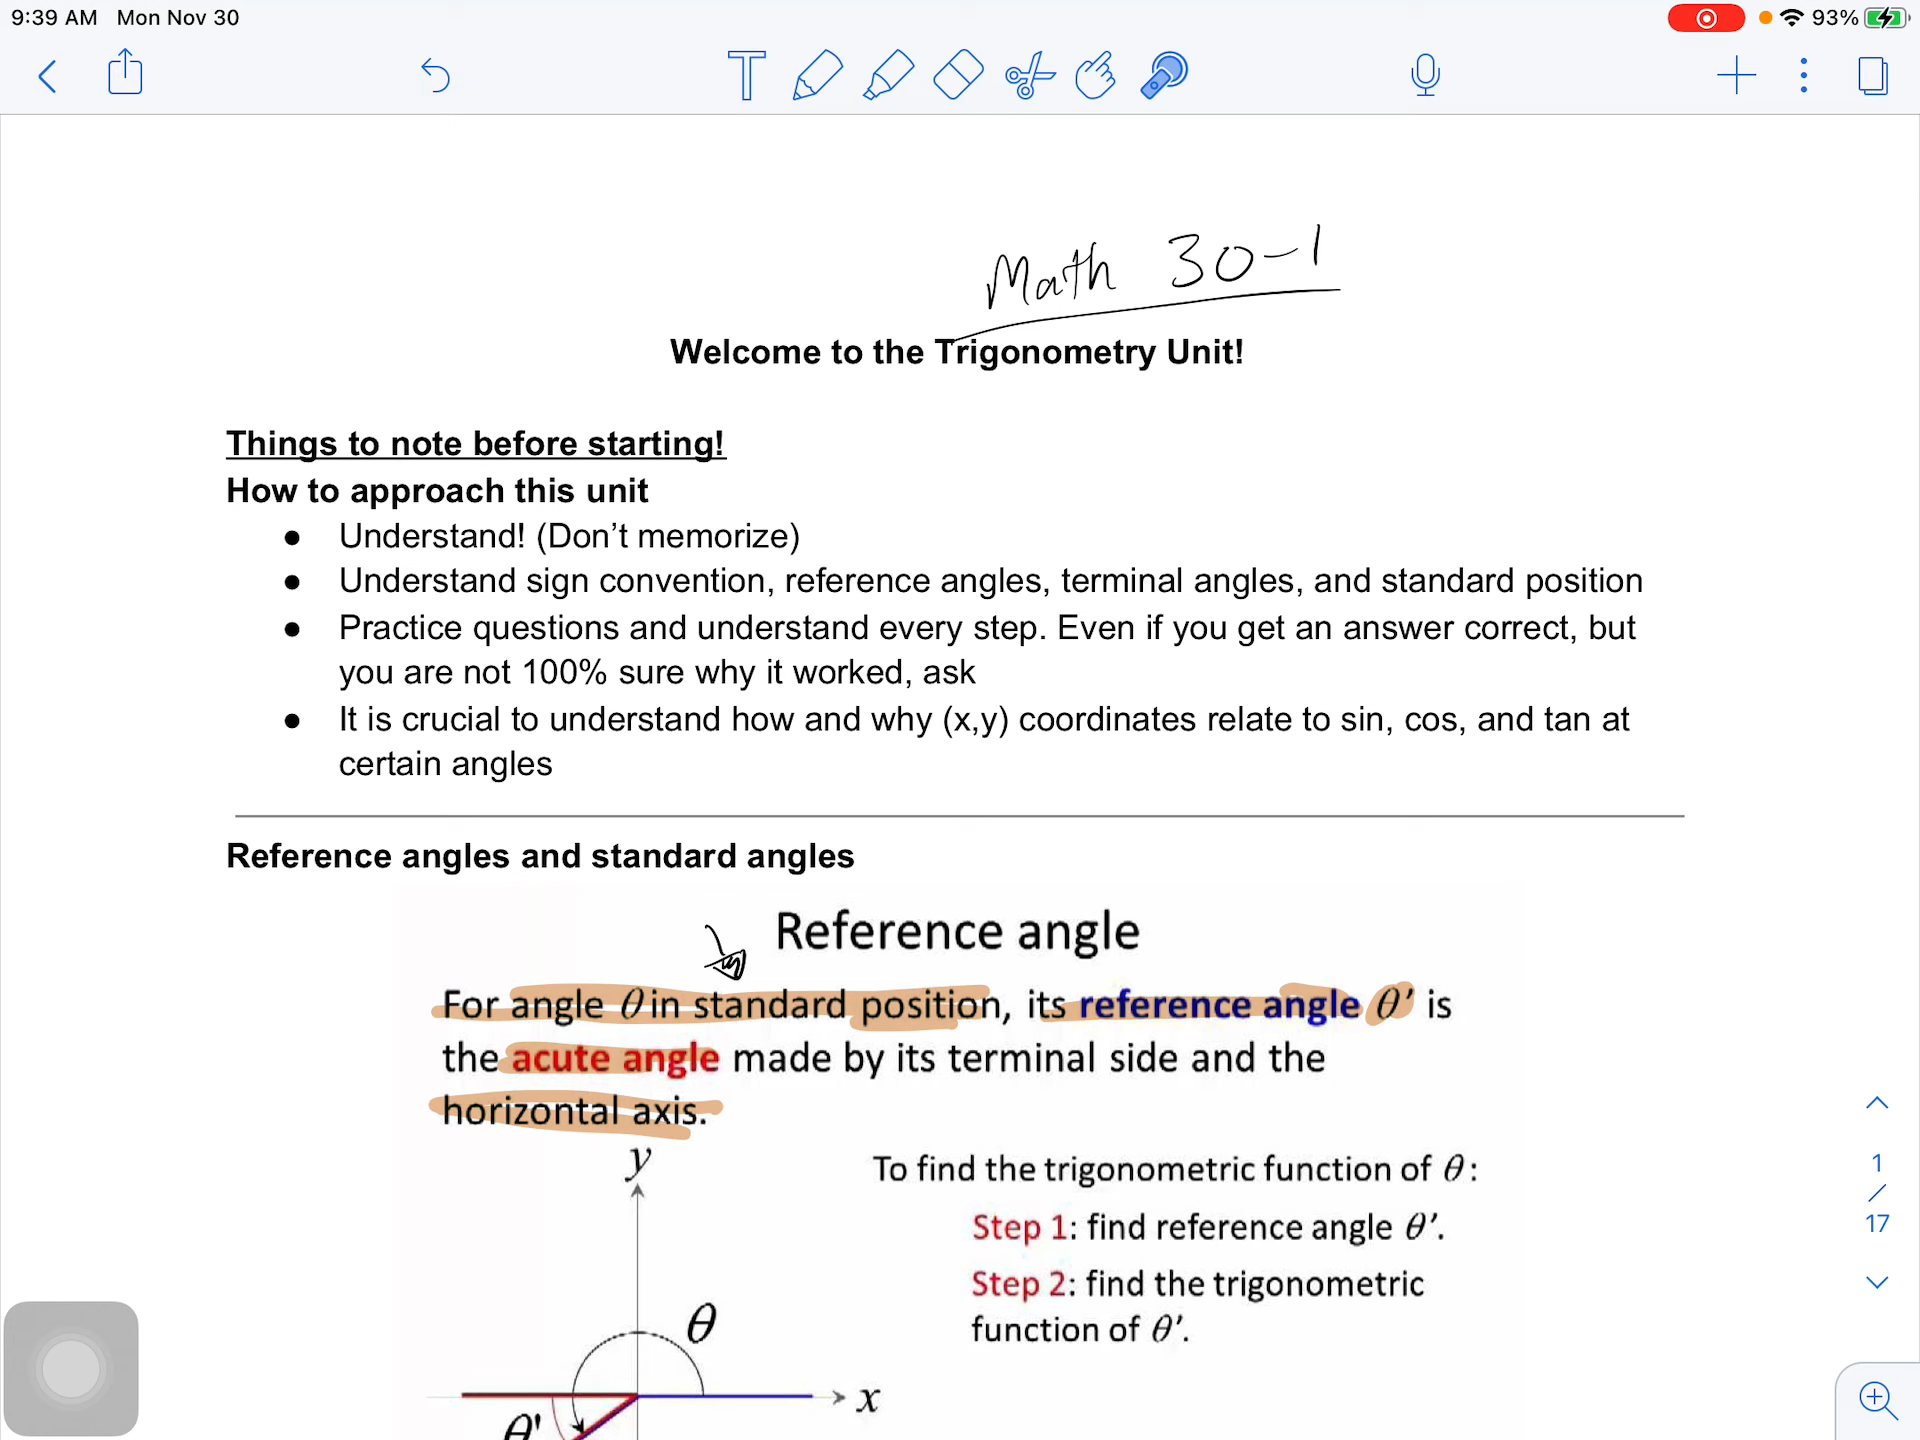 9:39 AM Mon Nov 30
93%
T
Math 30-1
Welcome to the Trigonometry Unit!
Things to note before starting!
How to approach this unit
● Understand! (Don’t memorize)
● Understand sign convention, reference angles, terminal angles, and standard position
● Practice questions and understand every step. Even if you get an answer correct, but
you are not 100% sure why it worked, ask
● It is crucial to understand how and why (x,y) coordinates relate to sin, cos, and tan at
certain angles
Reference angles and standard angles
Reference angle
For angle θ in standard position, its reference angle θ’ is
the acute angle made by its terminal side and the
horizontal axis.
y
To find the trigonometric function of θ:
Step 1: find reference angle θ’.
Step 2: find the trigonometric
function of θ’.
θ
x
θ'
1
/
17